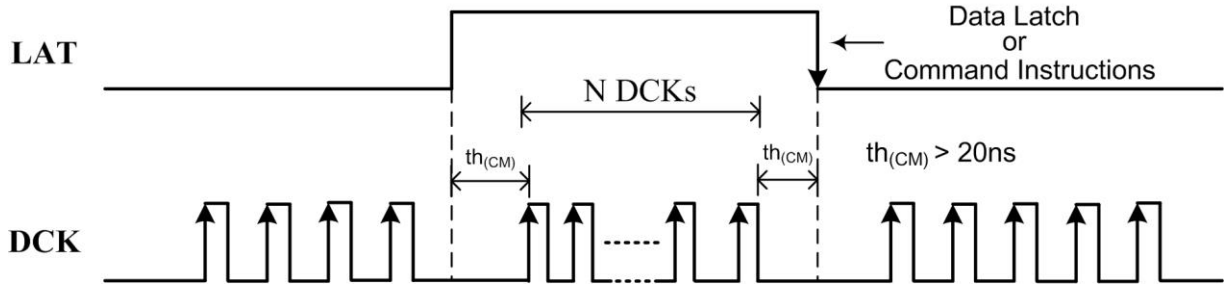 LAT
Data Latch
or
Command Instructions
N DCKs
th(CM)
th(CM)
th(CM) > 20ns
DCK